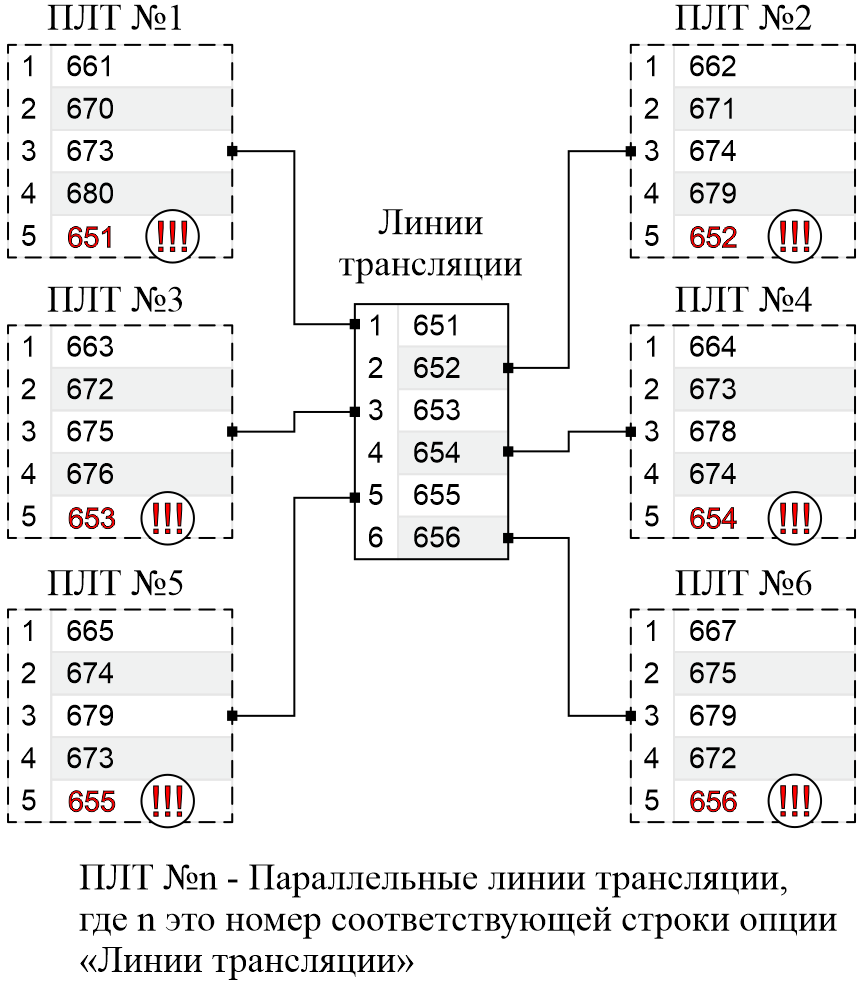 ПЛТ №1
1 661
2 670
3 673
4 680
5 651 !!!
ПЛТ №2
1 662
2 671
3 674
4 679
5 652 !!!
Линии
трансляции
1 651
2 652
3 653
4 654
5 655
6 656
ПЛТ №3
1 663
2 672
3 675
4 676
5 653 !!!
ПЛТ №4
1 664
2 673
3 678
4 674
5 654 !!!
ПЛТ №5
1 665
2 674
3 679
4 673
5 655 !!!
ПЛТ №6
1 667
2 675
3 679
4 672
5 656 !!!
ПЛТ №n - Параллельные линии трансляции,
где n это номер соответствующей строки опции
«Линии трансляции»